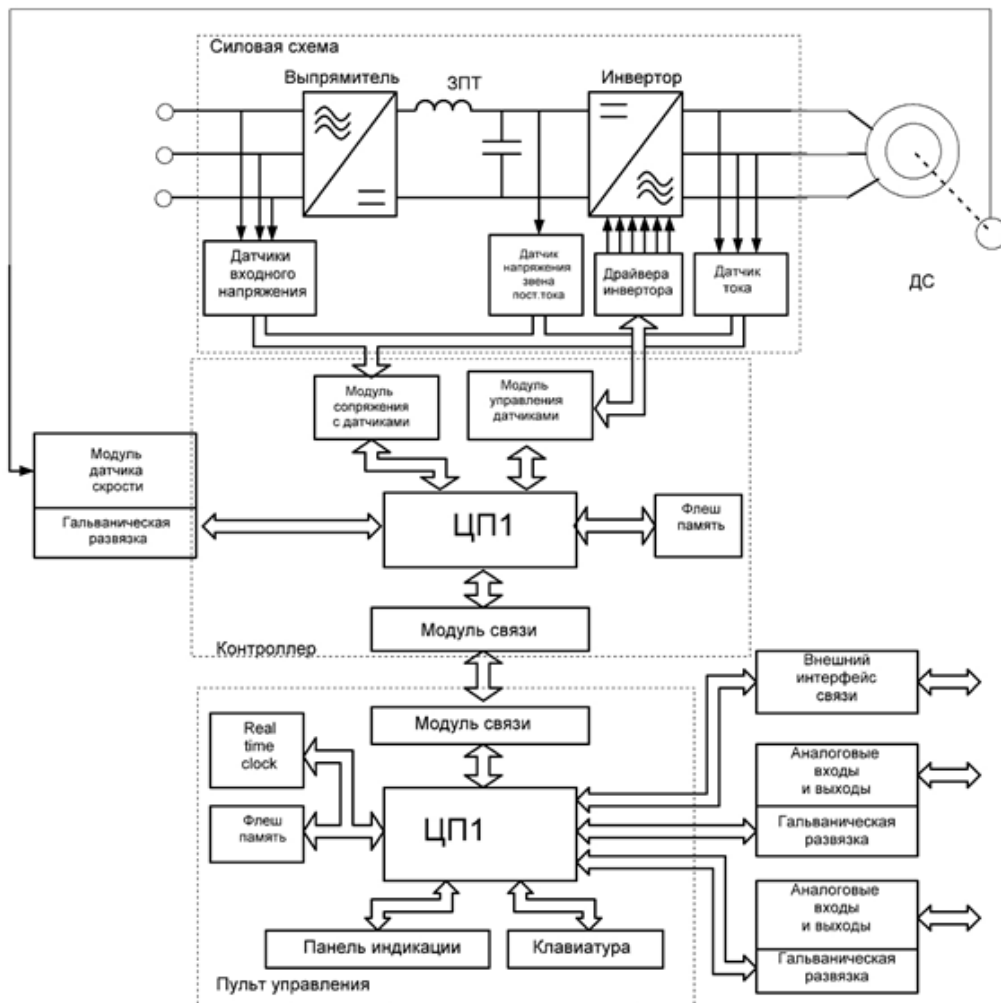 Силовая схема
Выпрямитель
ЗПТ
Инвертор
Датчики
входного
напряжения
Датчик
напряжения
звена
пост.тока
Драйвера
инвертора
Датчик
тока
ДС
Модуль
сопряжения
с датчиками
Модуль
управления
датчиками
Модуль
датчика
скрости
Гальваническая
развязка
ЦП1
Флеш
память
Модуль связи
Контроллер
Внешний
интерфейс
связи
Модуль связи
Real
time
clock
Аналоговые
входы
и выходы
Гальваническая
развязка
Флеш
память
ЦП1
Аналоговые
входы
и выходы
Гальваническая
развязка
Панель индикации
Клавиатура
Пульт управления